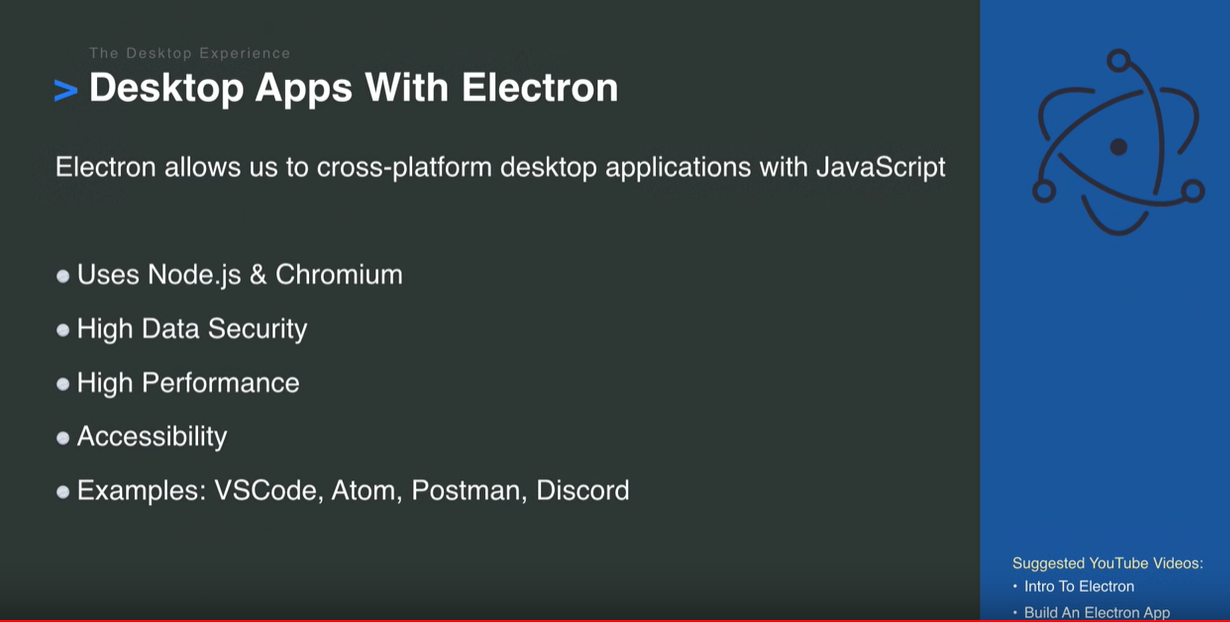 The Desktop Experience
> Desktop Apps With Electron
Electron allows us to cross-platform desktop applications with JavaScript
• Uses Node.js & Chromium
• High Data Security
• High Performance
• Accessibility
• Examples: VSCode, Atom, Postman, Discord
Suggested YouTube Videos:
• Intro To Electron
• Build An Electron App